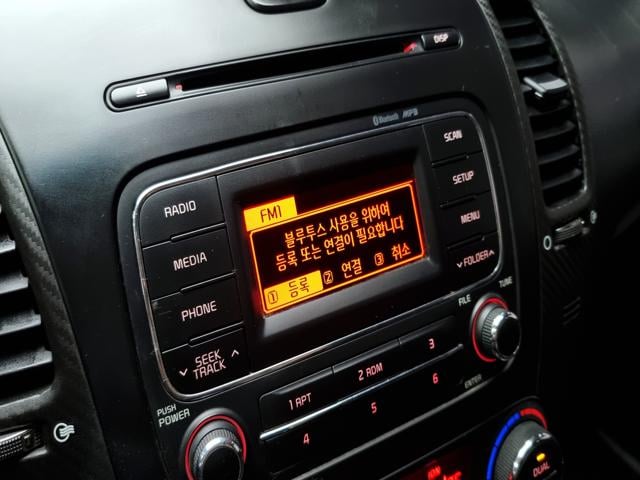 DISP
Bluetooth MP3
RADIO
MEDIA
PHONE
SEEK
TRACK
SCAN
SETUP
MENU
FOLDER
FM1
블루투스 사용을 위하여
등록 또는 연결이 필요합니다
① 등록 ② 연결 ③ 취소
FILE
TUNE
1 RPT
2 RDM
3
4
5
6
ENTER
PUSH
POWER
DUAL